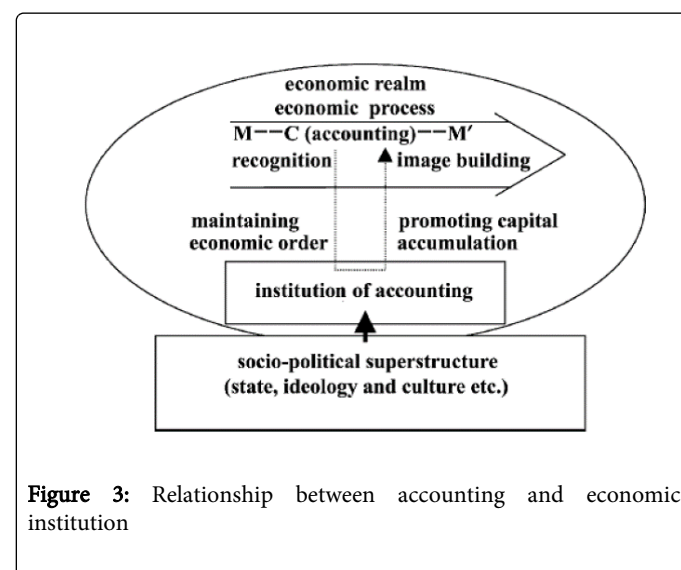 economic realm
economic process
M−−C (accounting)−−M′
recognition image building
maintaining promoting capital
economic order accumulation
institution of accounting
socio-political superstructure
(state, ideology and culture etc.)
Figure 3: Relationship between accounting and economic
institution